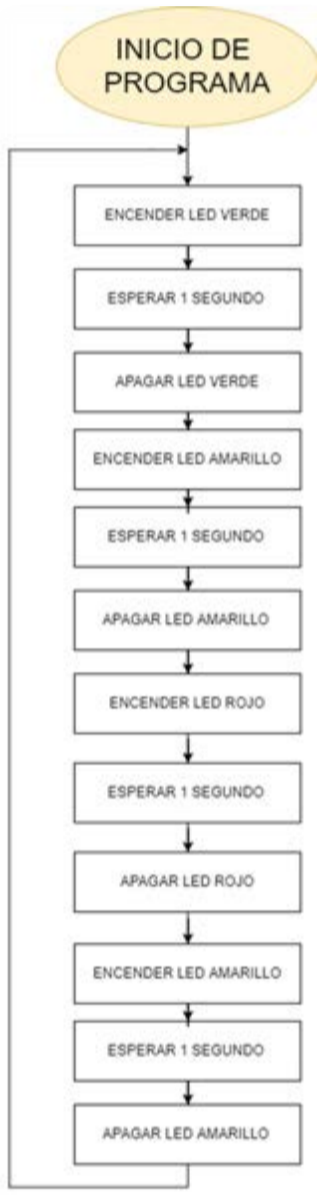 INICIO DE
PROGRAMA
ENCENDER LED VERDE
ESPERAR 1 SEGUNDO
APAGAR LED VERDE
ENCENDER LED AMARILLO
ESPERAR 1 SEGUNDO
APAGAR LED AMARILLO
ENCENDER LED ROJO
ESPERAR 1 SEGUNDO
APAGAR LED ROJO
ENCENDER LED AMARILLO
ESPERAR 1 SEGUNDO
APAGAR LED AMARILLO